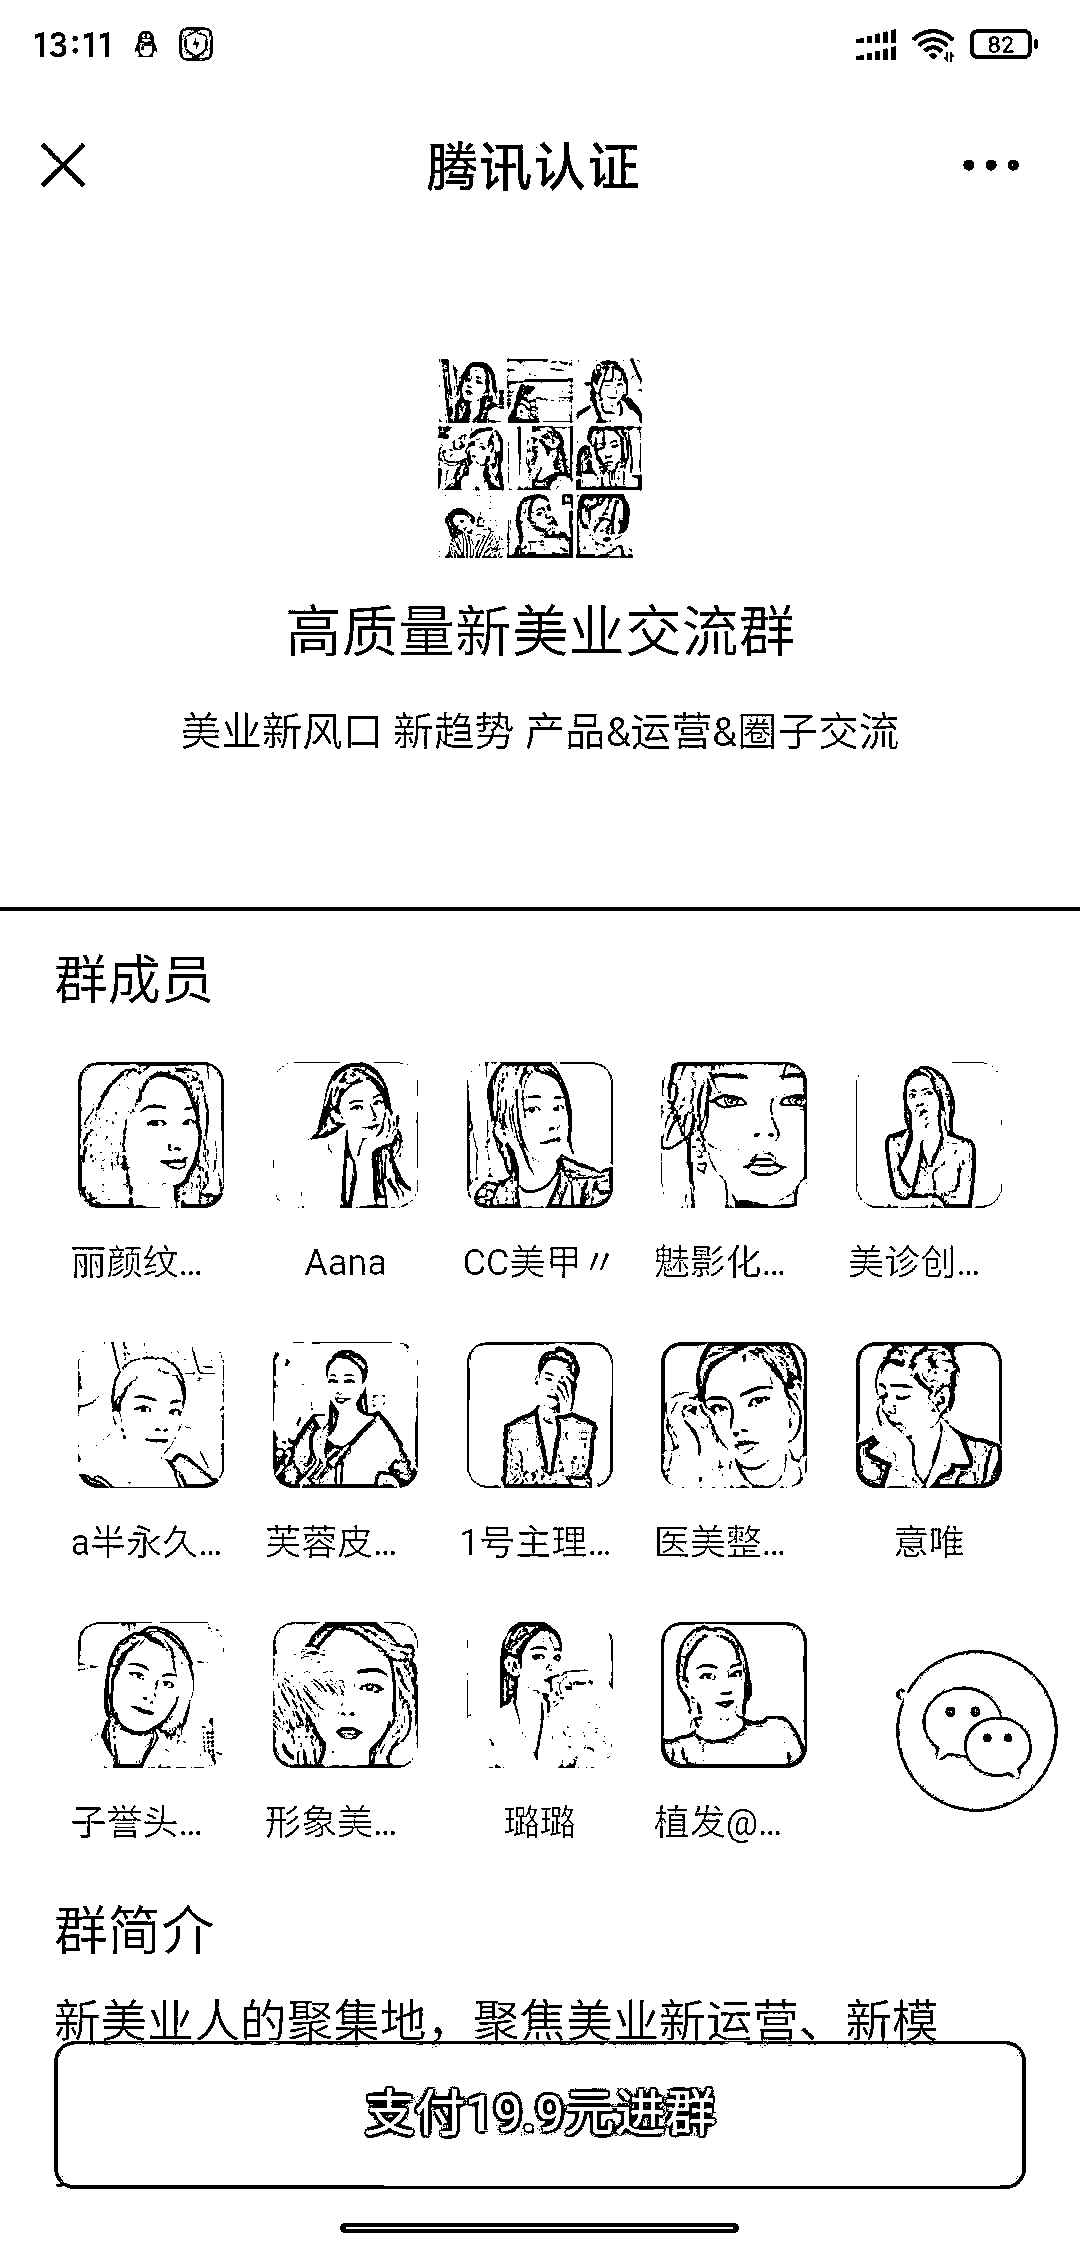 13:11
82
腾讯认证
高质量新美业交流群
美业新风口 新趋势 产品&运营&圈子交流
群成员
丽颜纹... Aana CC美甲〃 魅影化... 美诊创...
a半永久... 芙蓉皮... 1号主理... 医美整... 意唯
子誉头... 形象美... 璐璐 植发@...
群简介
新美业人的聚集地，聚焦美业新运营、新模
支付19.9元进群